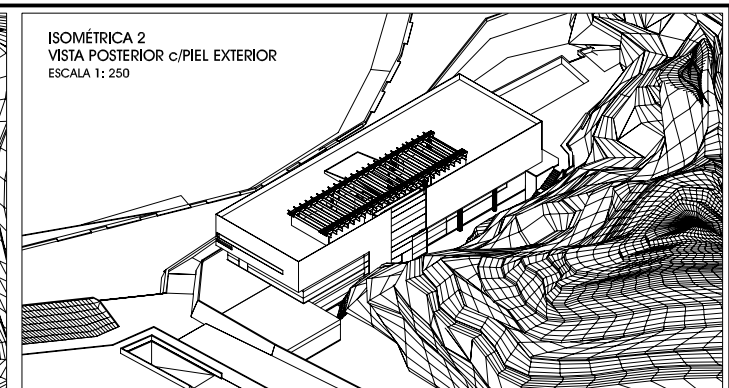 ISOMÉTRICA 2
VISTA POSTERIOR c/PIEL EXTERIOR
ESCALA 1: 250